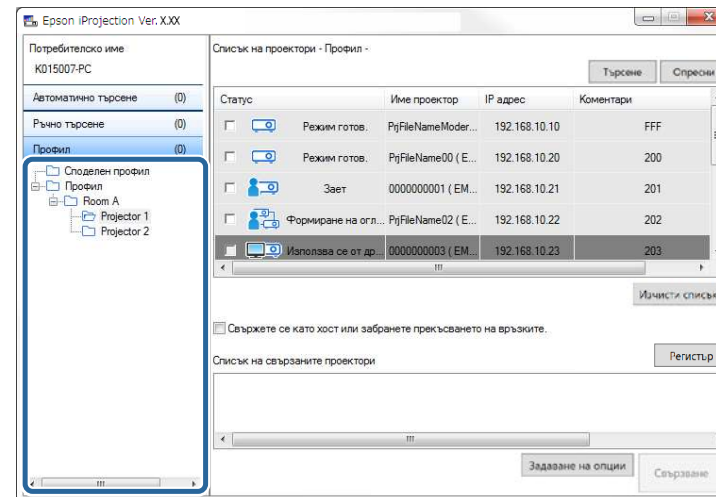 Epson iProjection Ver. X.XX
Потребителско име
K015007-PC
Автоматично търсене (0)
Ръчно търсене (0)
Профил (0)
Споделен профил
Профил
Room A
Projector 1
Projector 2
Списък на проектори - Профил -
Търсене
Статус Име проектор IP адрес Коментари
Режим готов. PrjFileNameModer... 192.168.10.10 FFF
Режим готов. PrjFileName00 ( E... 192.168.10.20 200
Зает 0000000001 ( EM... 192.168.10.21 201
Формиране на огл... PrjFileName02 ( E... 192.168.10.22 202
Използва се от др... 0000000003 ( EM... 192.168.10.23 203
Изчисти списък
Свържете се като хост или забранете прекъсването на връзките.
Списък на свързаните проектори
Регистър
Задаване на опции
Свързване